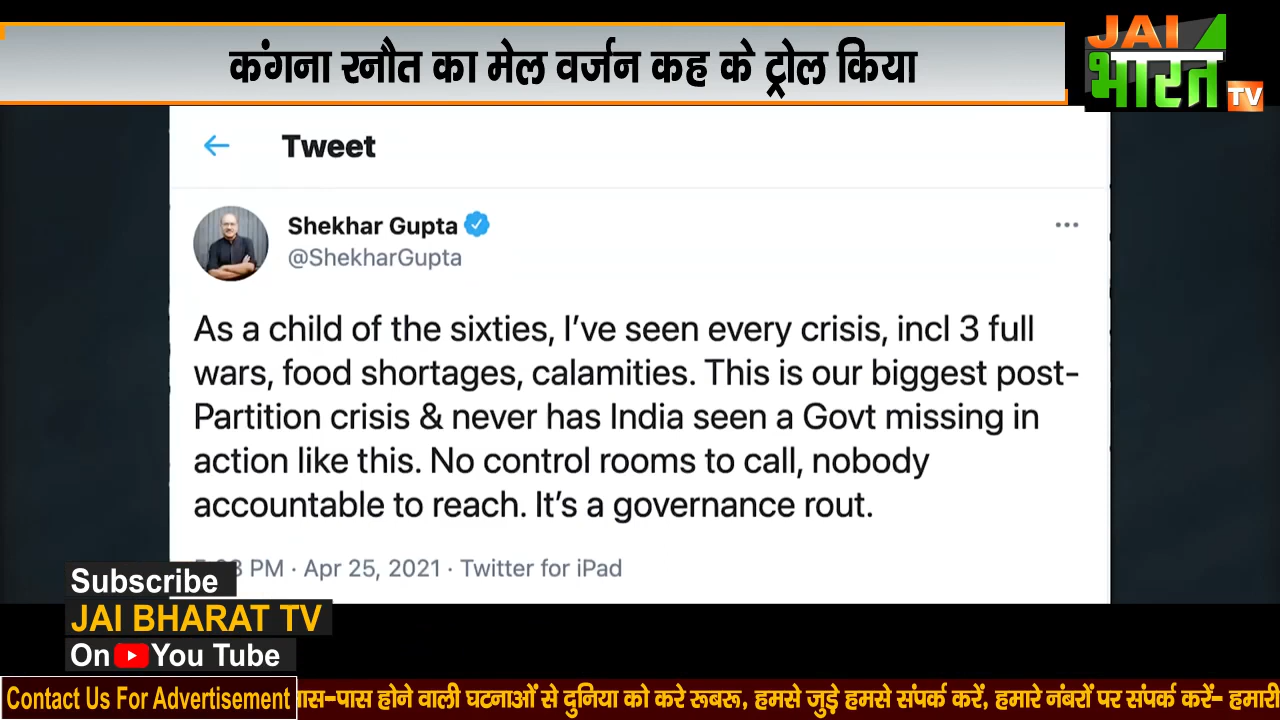 कंगना रनौत का मेल वर्जन कह के ट्रोल किया
JAI
भारत
TV
Tweet
Shekhar Gupta
@ShekharGupta
As a child of the sixties, I’ve seen every crisis, incl 3 full
wars, food shortages, calamities. This is our biggest post-
Partition crisis & never has India seen a Govt missing in
action like this. No control rooms to call, nobody
accountable to reach. It’s a governance rout.
PM · Apr 25, 2021 · Twitter for iPad
Subscribe
JAI BHARAT TV
On You Tube
Contact Us For Advertisement
होने वाली घटनाओं से दुनिया को करे रूबरू, हमसे जुड़े हमसे संपर्क करें, हमारे नंबरों पर संपर्क करें- हमारी